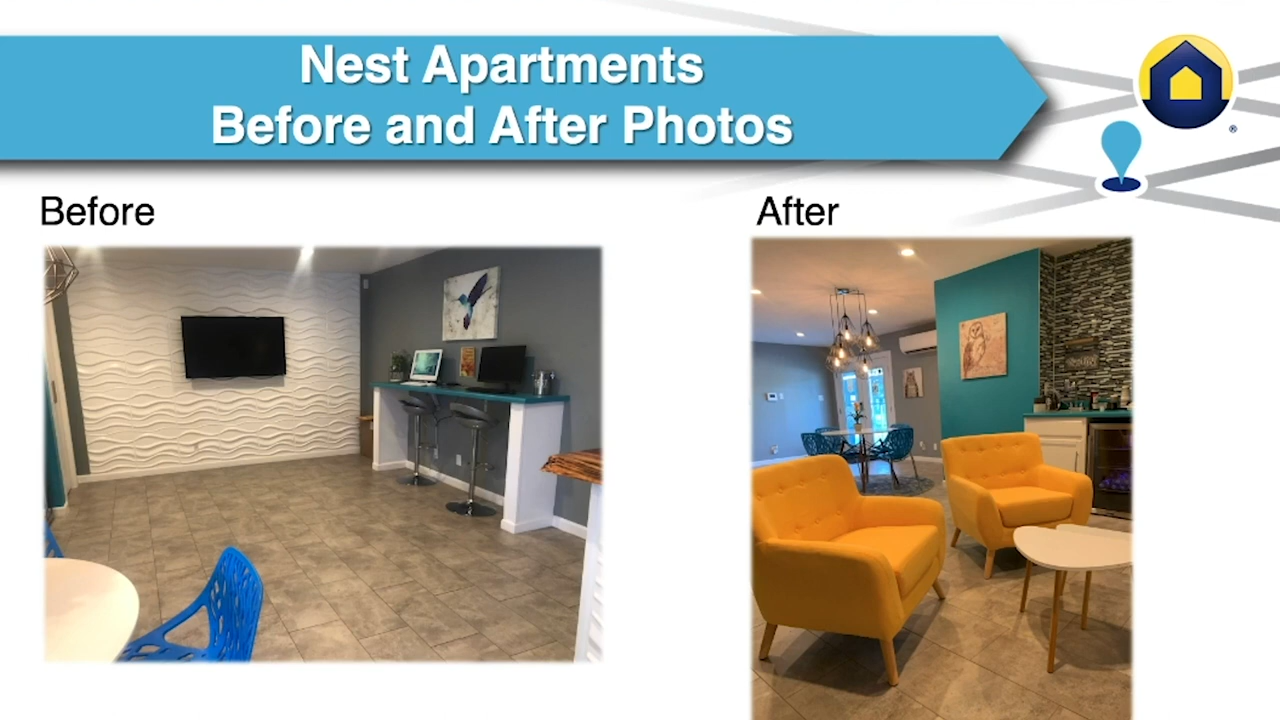 Nest Apartments
Before and After Photos
®
Before
After